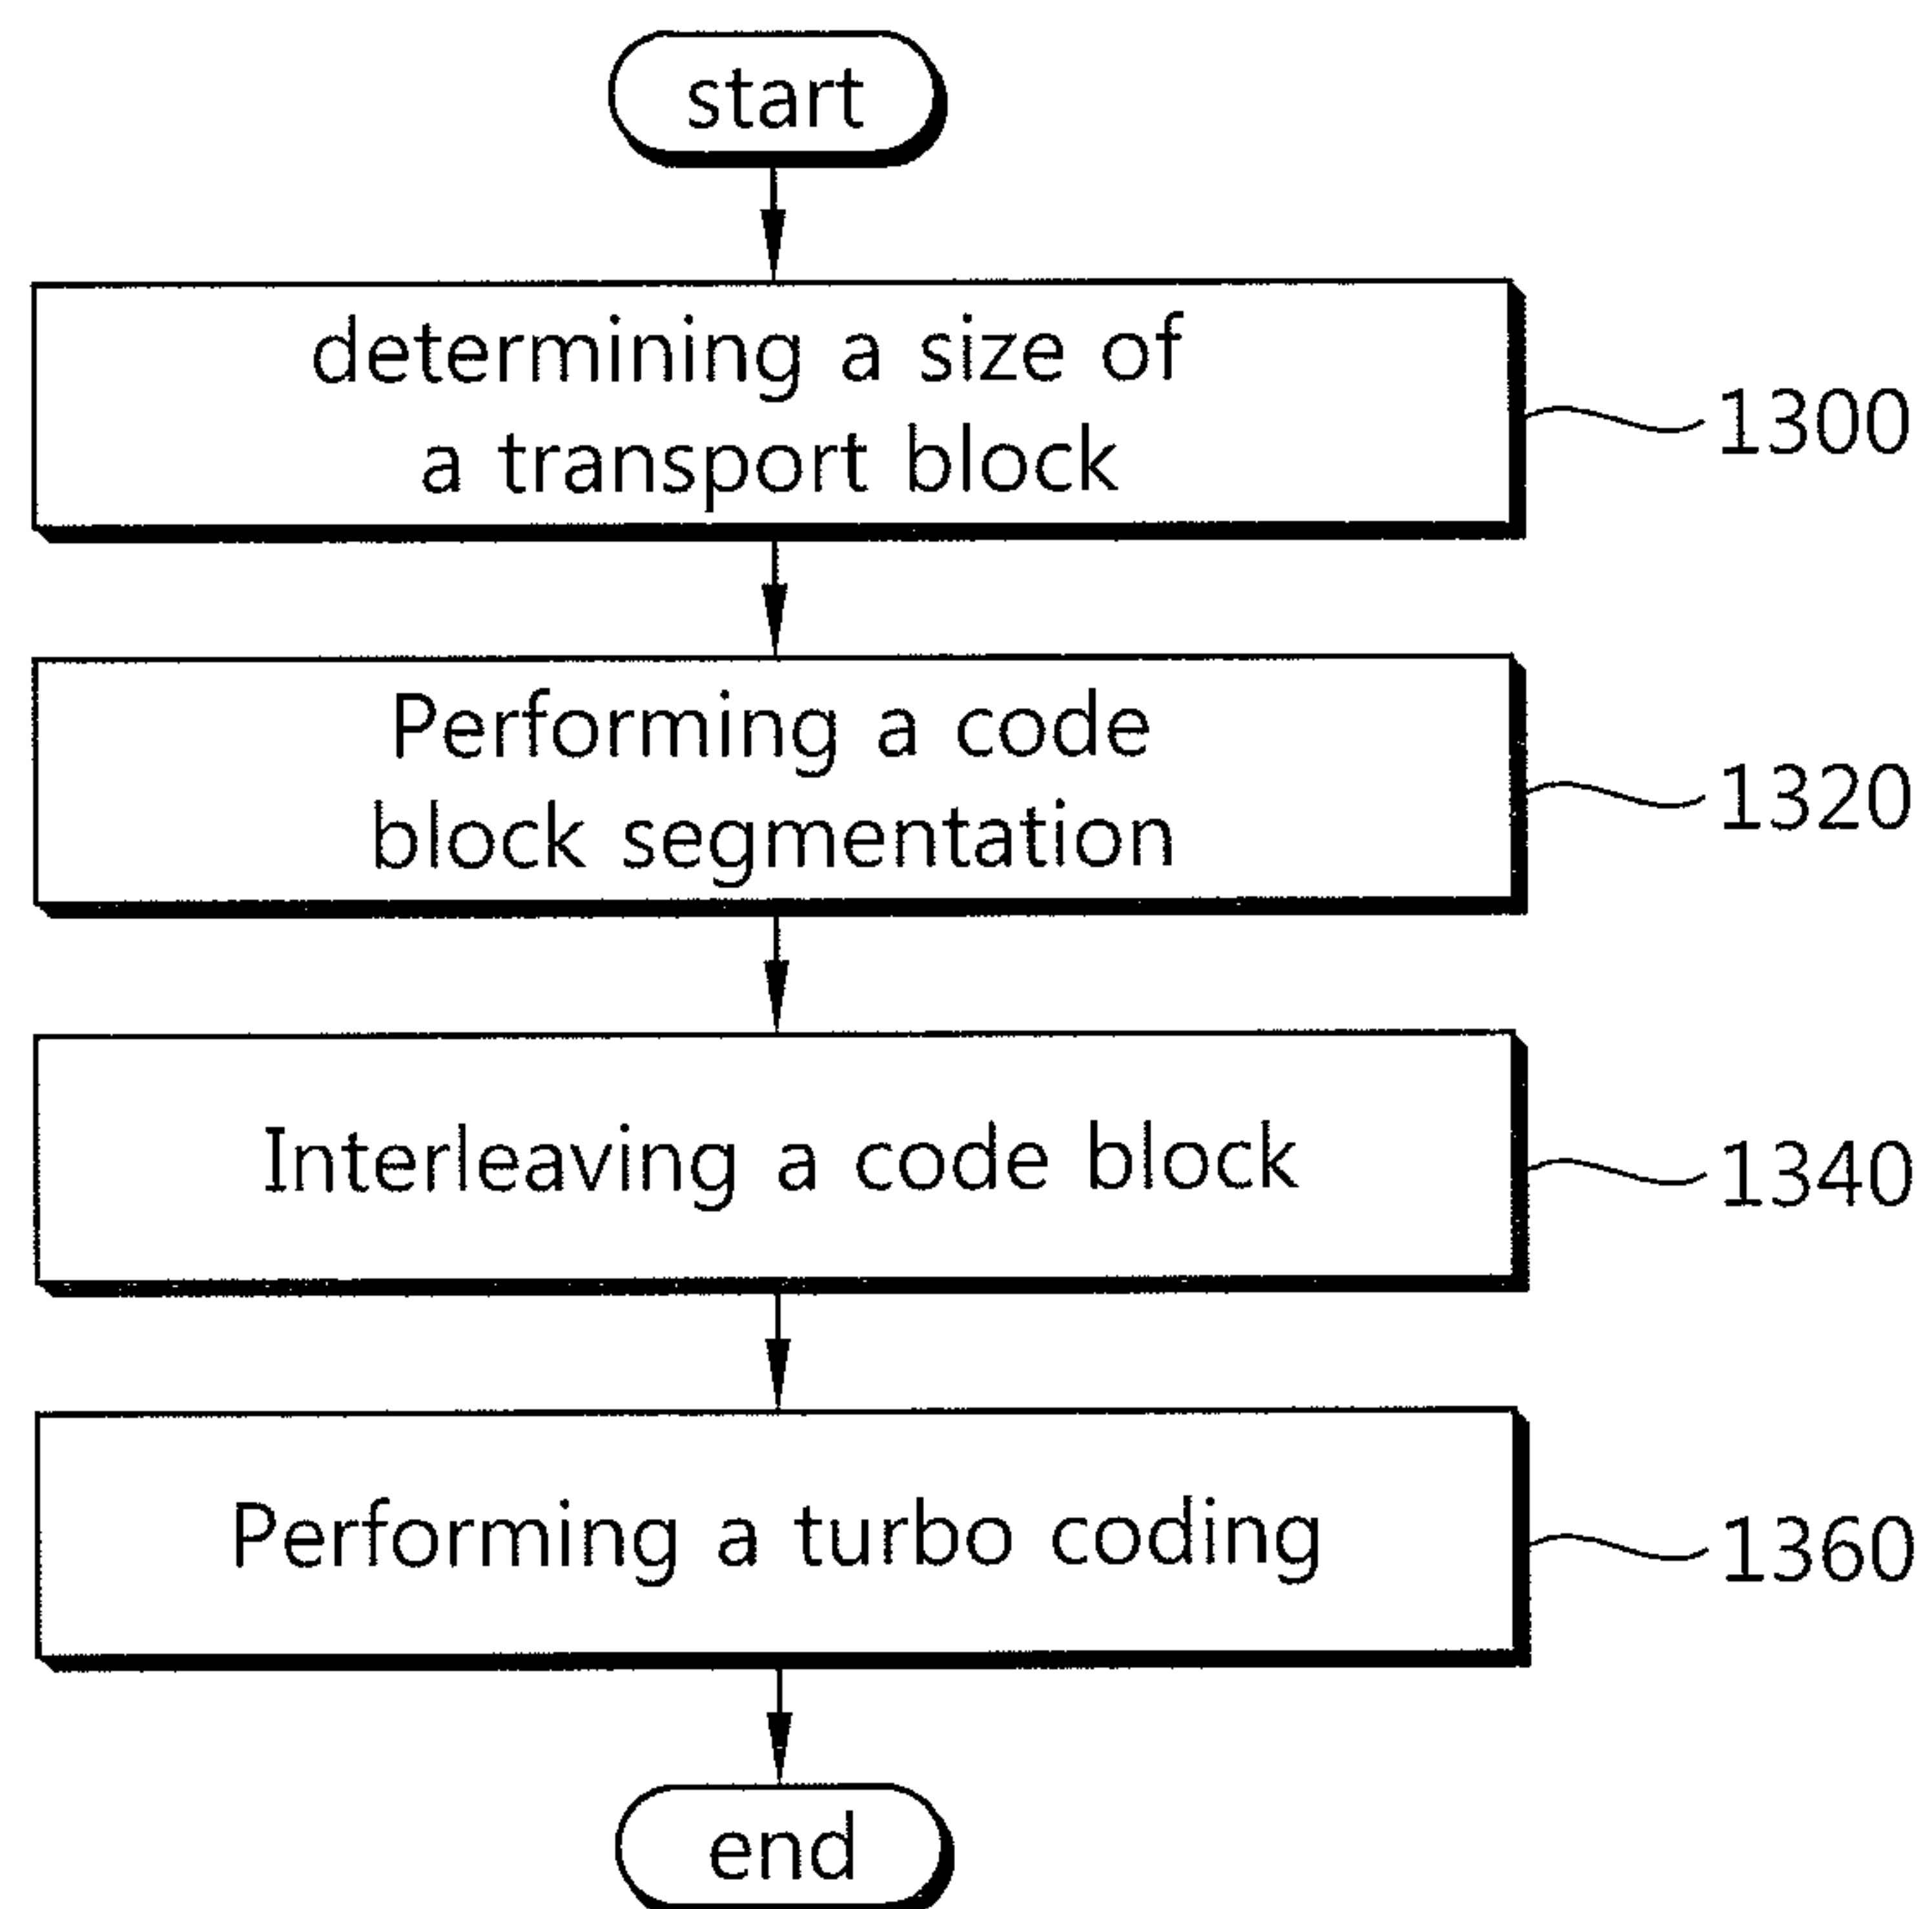 start
determining a size of
a transport block
1300
Performing a code
block segmentation
1320
Interleaving a code block
1340
Performing a turbo coding
1360
end